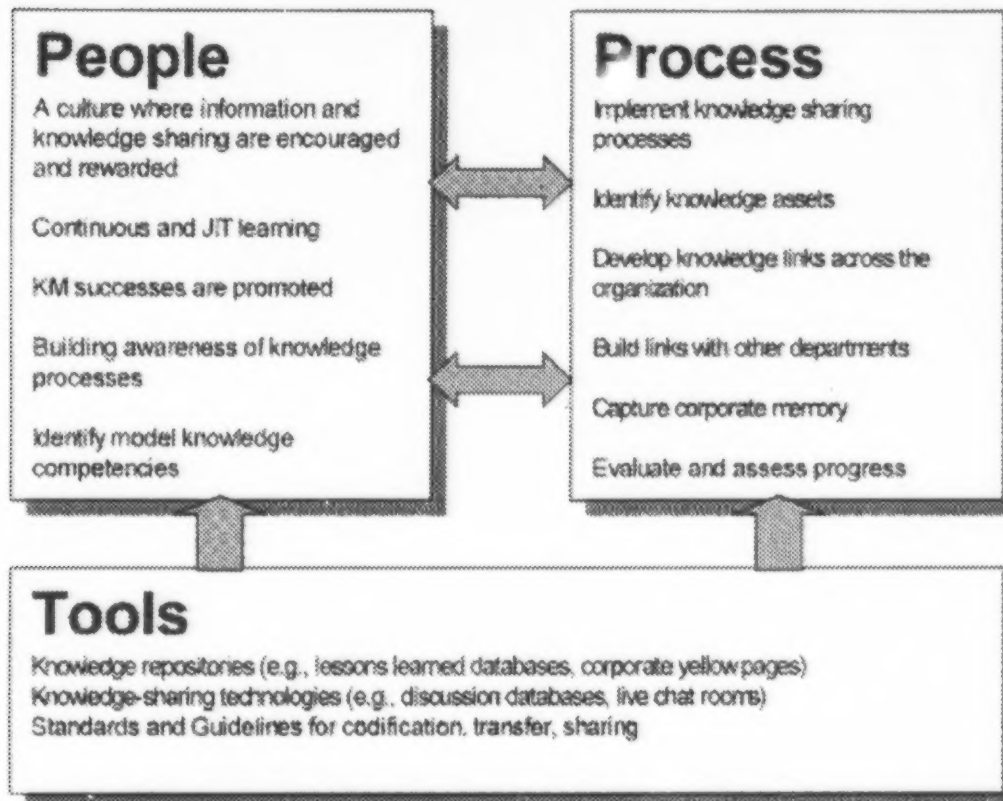 People
A culture where information and
knowledge sharing are encouraged
and rewarded
Continuous and JIT learning
KM successes are promoted
Building awareness of knowledge
processes
Identify model knowledge
competencies
Process
Implement knowledge sharing
processes
Identify knowledge assets
Develop knowledge links across the
organization
Build links with other departments
Capture corporate memory
Evaluate and assess progress
Tools
Knowledge repositories (e.g., lessons learned databases, corporate yellow pages)
Knowledge-sharing technologies (e.g., discussion databases, live chat rooms)
Standards and Guidelines for codification, transfer, sharing